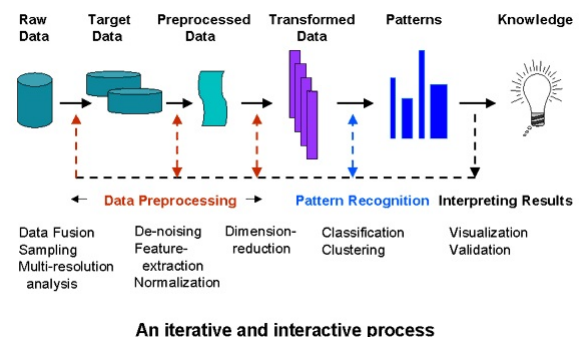 Raw Target Preprocessed Transformed Patterns Knowledge
Data Data Data Data
Data Preprocessing Pattern Recognition Interpreting Results
Data Fusion De-noising Dimension- Classification Visualization
Sampling Feature- reduction Clustering Validation
Multi-resolution extraction
analysis Normalization
An iterative and interactive process